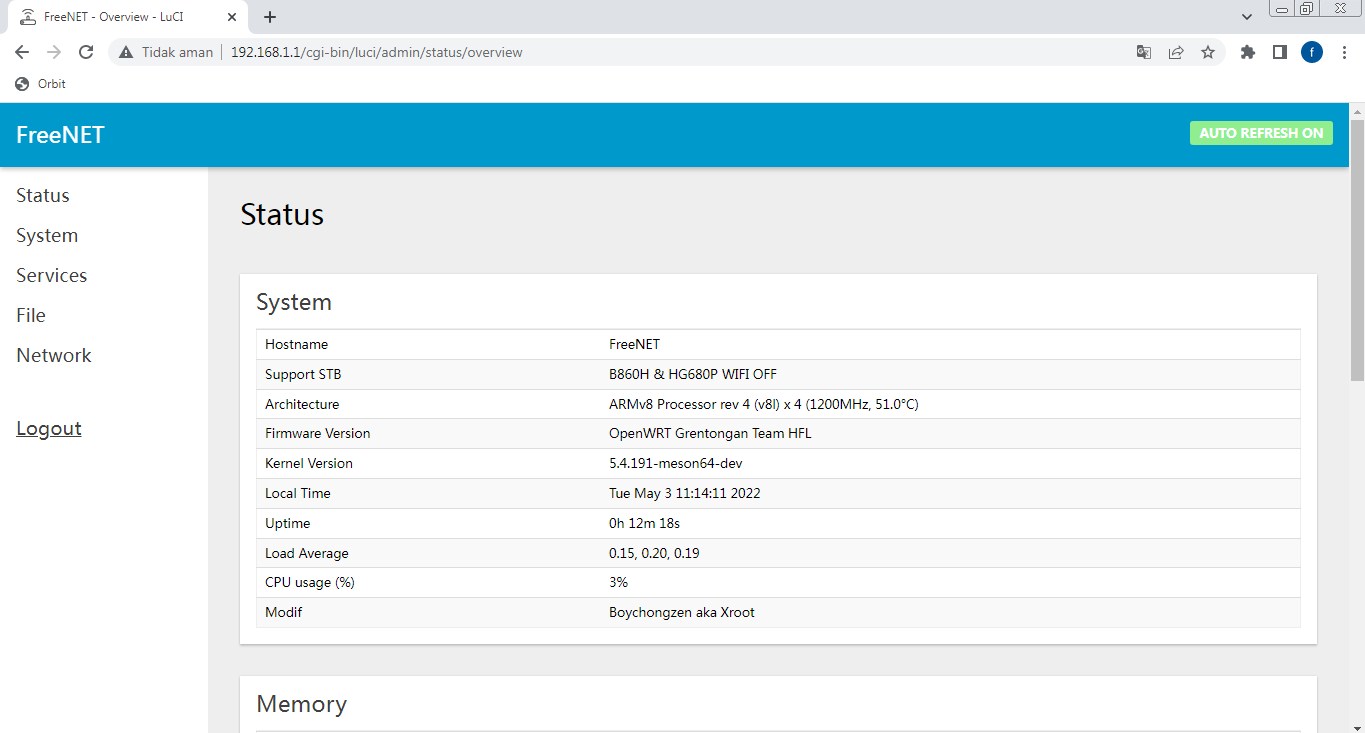 FreeNET - Overview - LuCI
Tidak aman
192.168.1.1/cgi-bin/luci/admin/status/overview
f
Orbit
FreeNET
AUTO REFRESH ON
Status
System
Services
File
Network
Logout
Status
System
Hostname FreeNET
Support STB B860H & HG680P WIFI OFF
Architecture ARMv8 Processor rev 4 (v8l) x 4 (1200MHz, 51.0°C)
Firmware Version OpenWRT Grentongan Team HFL
Kernel Version 5.4.191-meson64-dev
Local Time Tue May 3 11:14:11 2022
Uptime 0h 12m 18s
Load Average 0.15, 0.20, 0.19
CPU usage (%) 3%
Modif Boychongzen aka Xroot
Memory